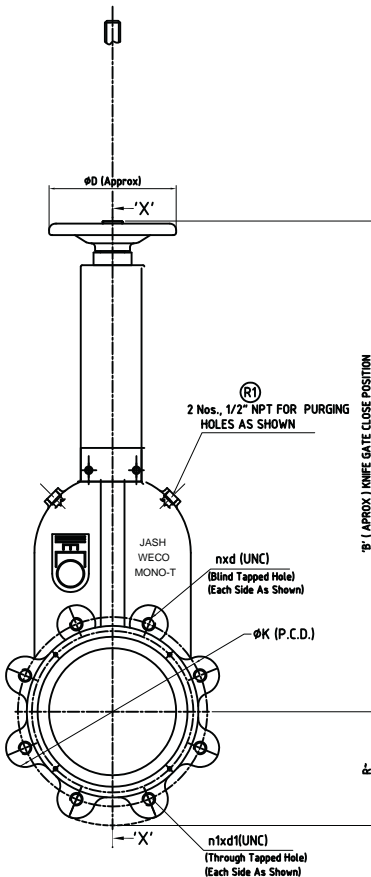 øD (Approx)
'X'
R1
2 Nos., 1/2" NPT FOR PURGING
HOLES AS SHOWN
'B' ( APROX ) KNIFE GATE CLOSE POSITION
JASH
WECO
MONO-T
nxd (UNC)
(Blind Tapped Hole)
(Each Side As Shown)
øK (P.C.D.)
R-
'X'
n1xd1(UNC)
(Through Tapped Hole)
(Each Side As Shown)